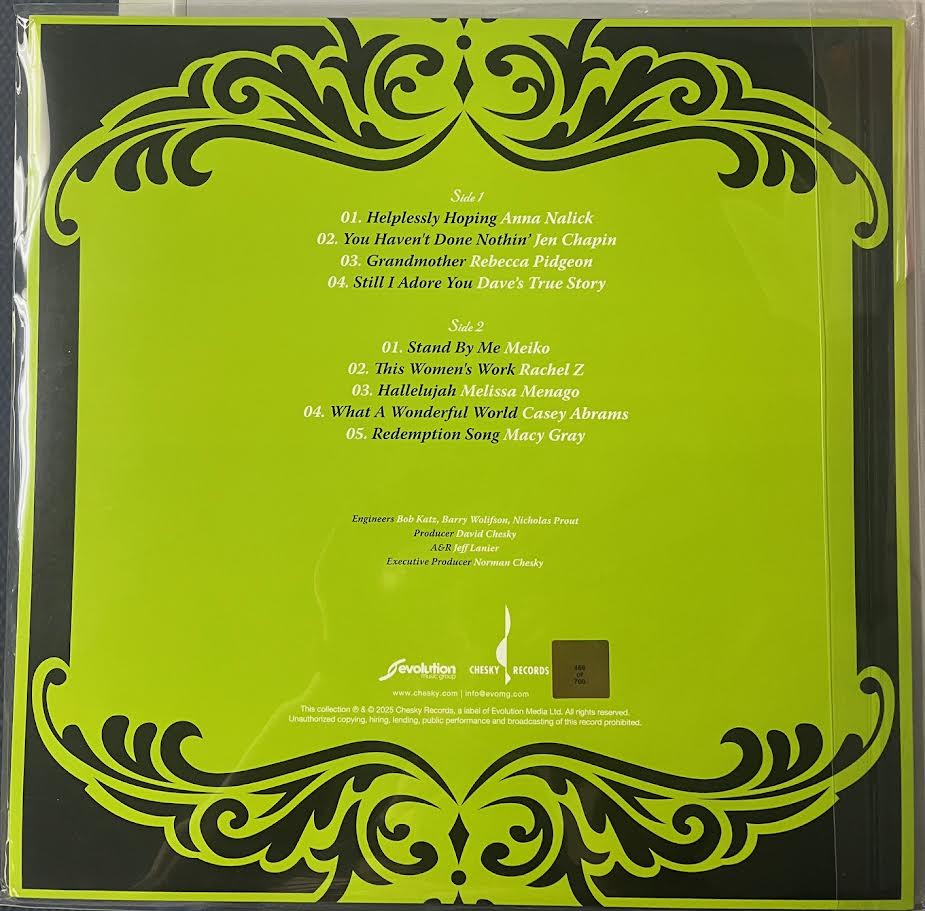 Side 1
01. Helplessly Hoping Anna Nalick
02. You Haven't Done Nothin' Jen Chapin
03. Grandmother Rebecca Pidgeon
04. Still I Adore You Dave's True Story
Side 2
01. Stand By Me Meiko
02. This Women's Work Rachel Z
03. Hallelujah Melissa Menago
04. What A Wonderful World Casey Abrams
05. Redemption Song Macy Gray
Engineers Bob Katz, Barry Wolifson, Nicholas Prout
Producer David Chesky
A&R Jeff Lanier
Executive Producer Norman Chesky
evolution
music group
CHESKY RECORDS
of
700
www.chesky.com | info@evomg.com
This collection ℗ & © 2025 Chesky Records, a label of Evolution Media Ltd. All rights reserved.
Unauthorized copying, hiring, lending, public performance and broadcasting of this record prohibited.